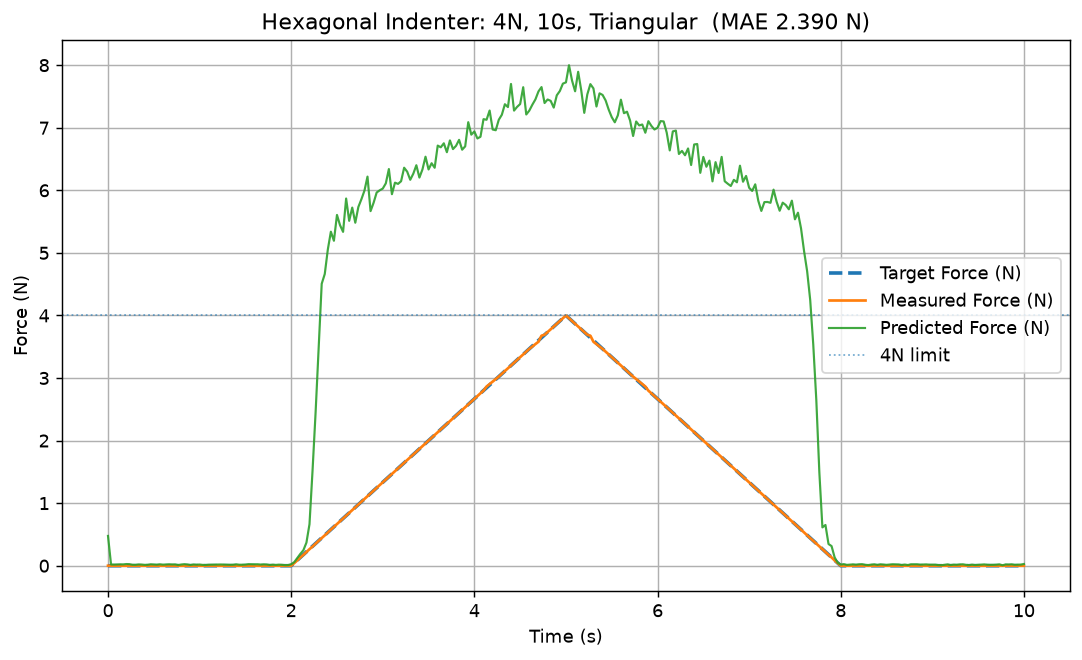 Hexagonal Indenter: 4N, 10s, Triangular (MAE 2.390 N)
Force (N)
8
7
6
5
4
3
2
1
0
Target Force (N)
Measured Force (N)
Predicted Force (N)
4N limit
0 2 4 6 8 10
Time (s)